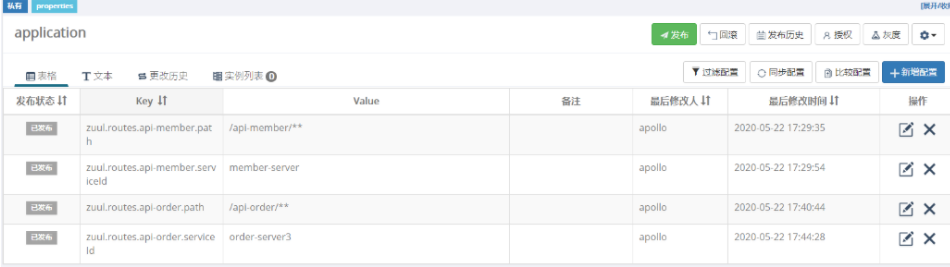 私有 properties [展开/收
application 发布 回滚 发布历史 授权 灰度
表格 T 文本 更改历史 实例列表 0 过滤配置 同步配置 比较配置 +新增配置
发布状态 Key Value 备注 最后修改人 最后修改时间 操作
已发布 zuul.routes.api-member.pat /api-member/** apollo 2020-05-22 17:29:35
h
已发布 zuul.routes.api-member.serv member-server apollo 2020-05-22 17:29:54
iceId
已发布 zuul.routes.api-order.path /api-order/** apollo 2020-05-22 17:40:44
已发布 zuul.routes.api-order.service order-server3 apollo 2020-05-22 17:44:28
Id